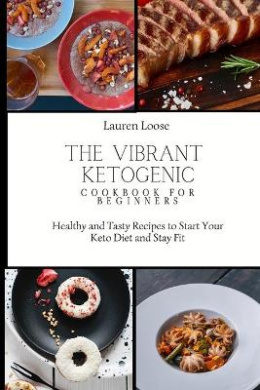 Lauren Loose
THE VIBRANT
KETOGENIC
COOKBOOK FOR
BEGINNERS
Healthy and Tasty Recipes to Start Your
Keto Diet and Stay Fit